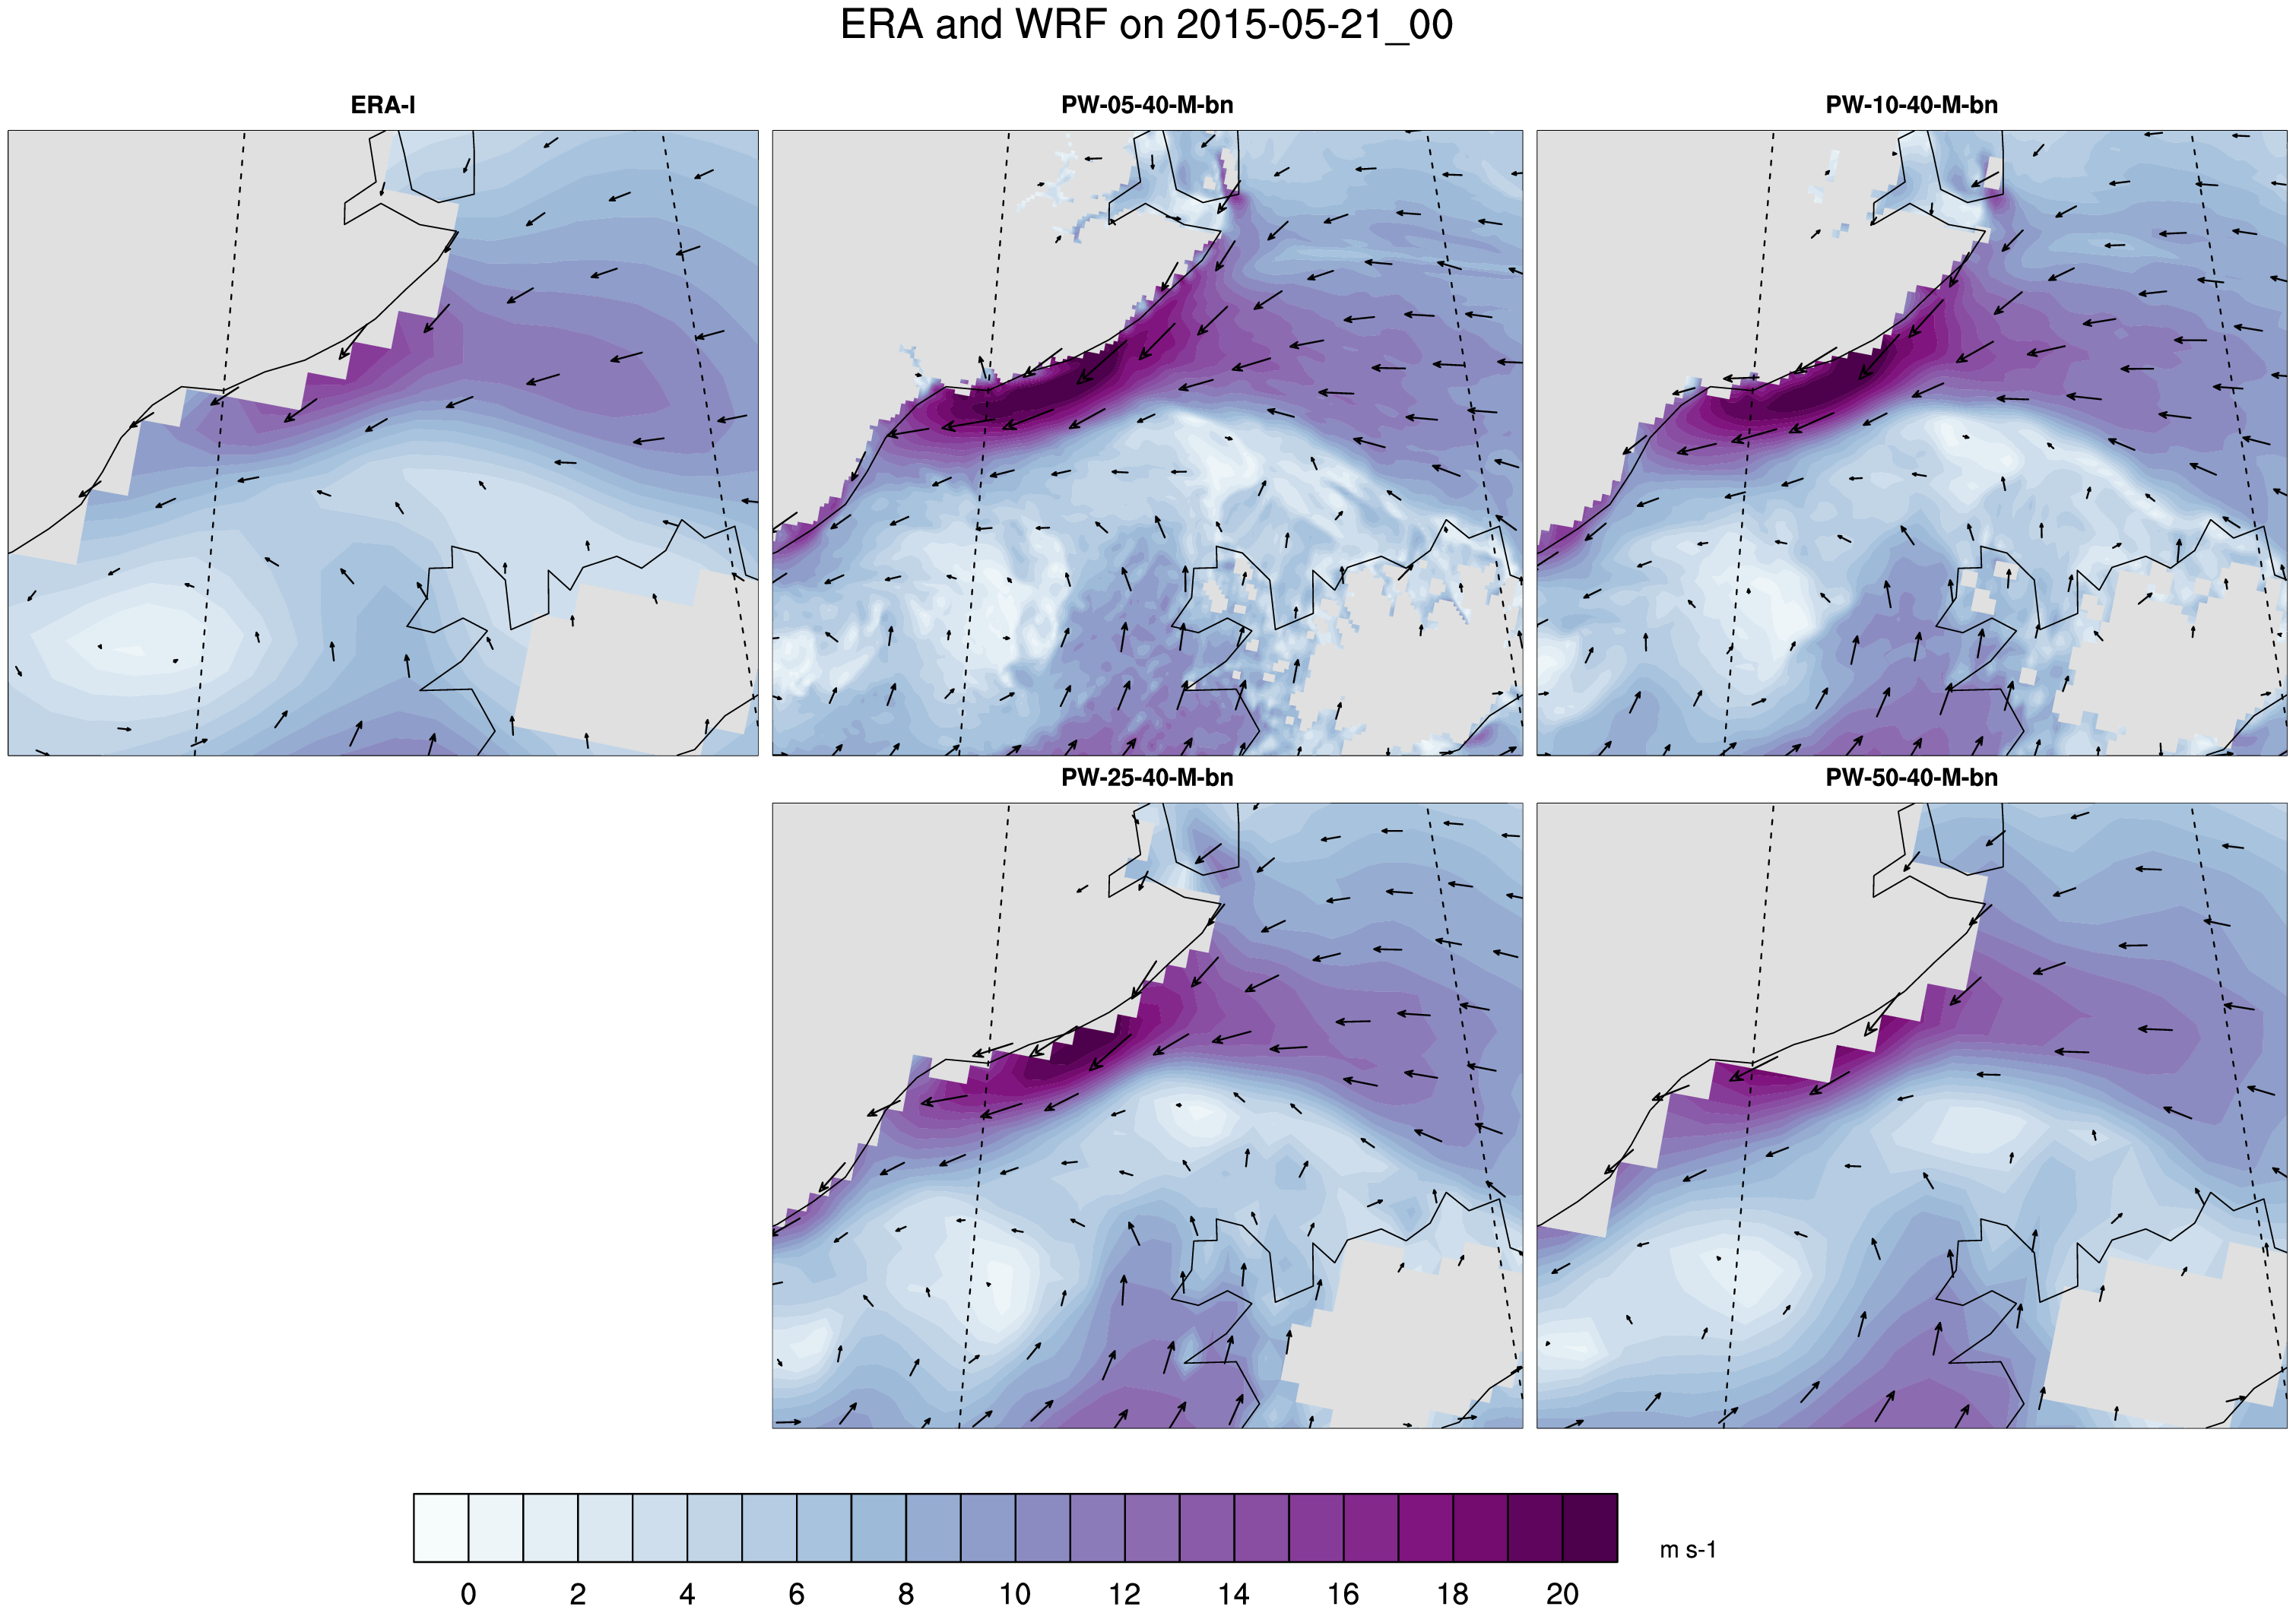 ERA and WRF on 2015-05-21_00
ERA-I
PW-05-40-M-bn
PW-10-40-M-bn
PW-25-40-M-bn
PW-50-40-M-bn
m s-1
0 2 4 6 8 10 12 14 16 18 20